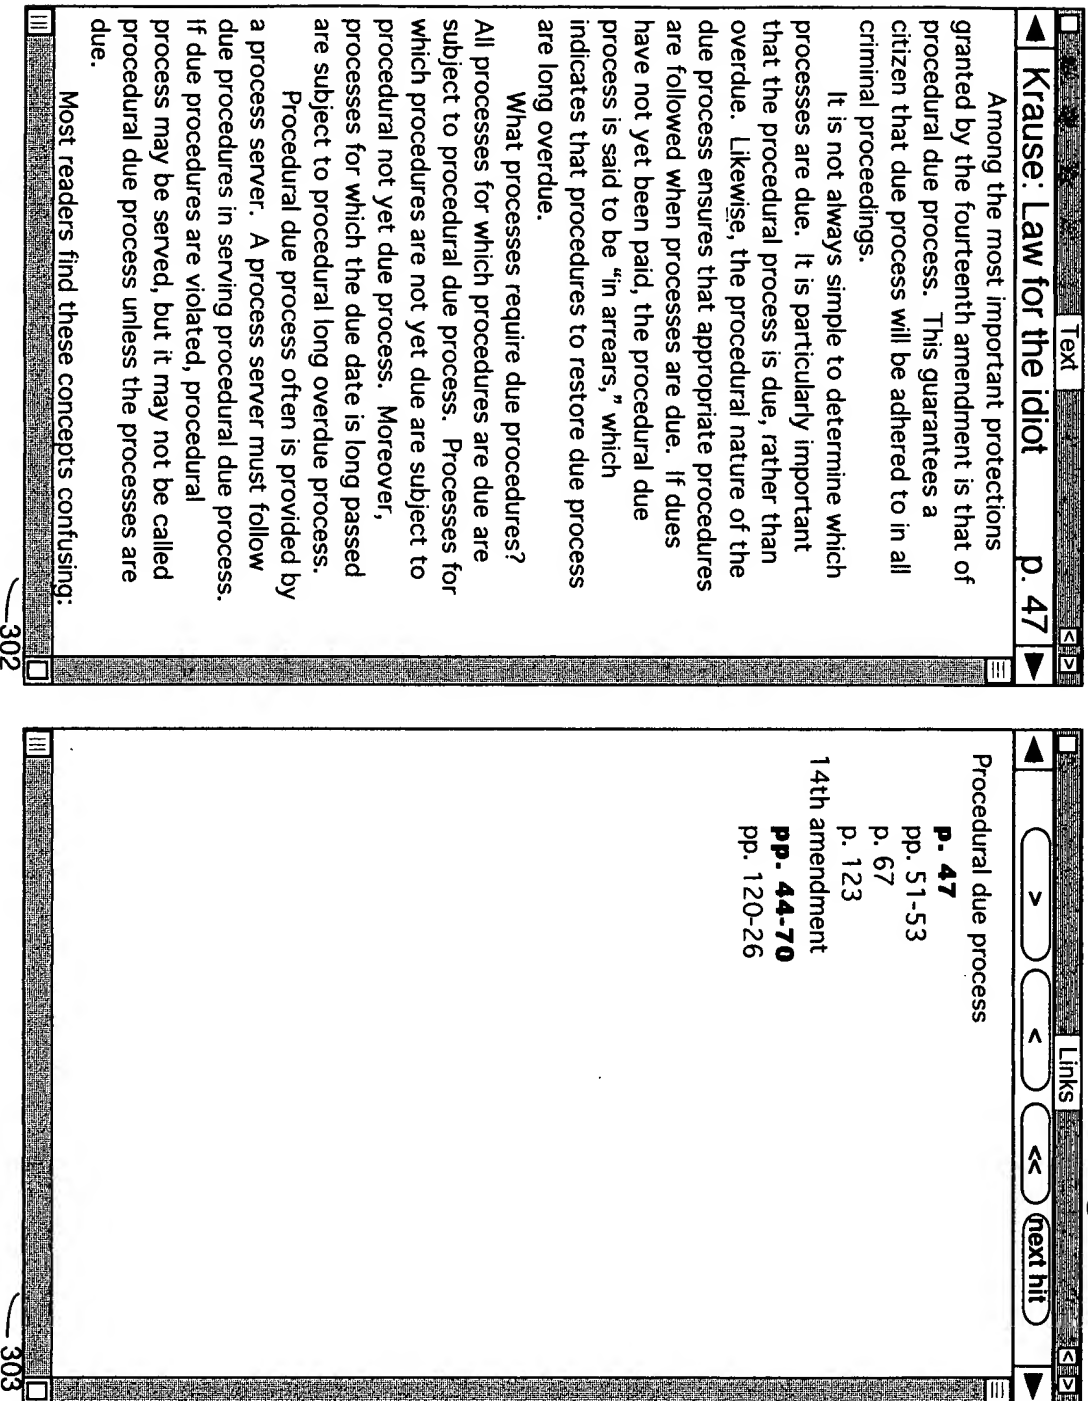 Text
< >
Krause: Law for the idiot p. 47
Among the most important protections
granted by the fourteenth amendment is that of
procedural due process. This guarantees a
citizen that due process will be adhered to in all
criminal proceedings.
It is not always simple to determine which
processes are due. It is particularly important
that the procedural process is due, rather than
overdue. Likewise, the procedural nature of the
due process ensures that appropriate procedures
are followed when processes are due. If dues
have not yet been paid, the procedural due
process is said to be "in arrears," which
indicates that procedures to restore due process
are long overdue.
What processes require due procedures?
All processes for which procedures are due are
subject to procedural due process. Processes for
which procedures are not yet due are subject to
procedural not yet due process. Moreover,
processes for which the due date is long passed
are subject to procedural long overdue process.
Procedural due process often is provided by
a process server. A process server must follow
due procedures in serving procedural due process.
If due procedures are violated, procedural
process may be served, but it may not be called
procedural due process unless the processes are
due.
Most readers find these concepts confusing:
302
Links
< >
> < << next hit
Procedural due process
p. 47
pp. 51-53
p. 67
p. 123
14th amendment
pp. 44-70
pp. 120-26
303